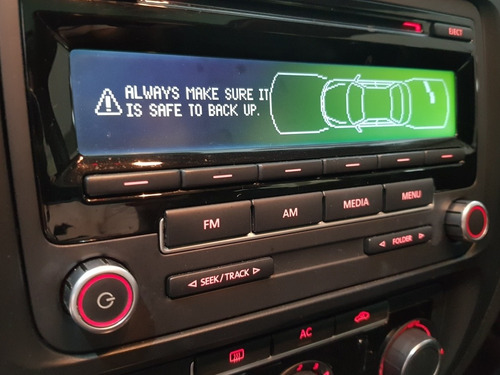 EJECT
ALWAYS MAKE SURE IT
IS SAFE TO BACK UP.
FM
AM
MEDIA
MENU
SEEK/TRACK
FOLDER
AC